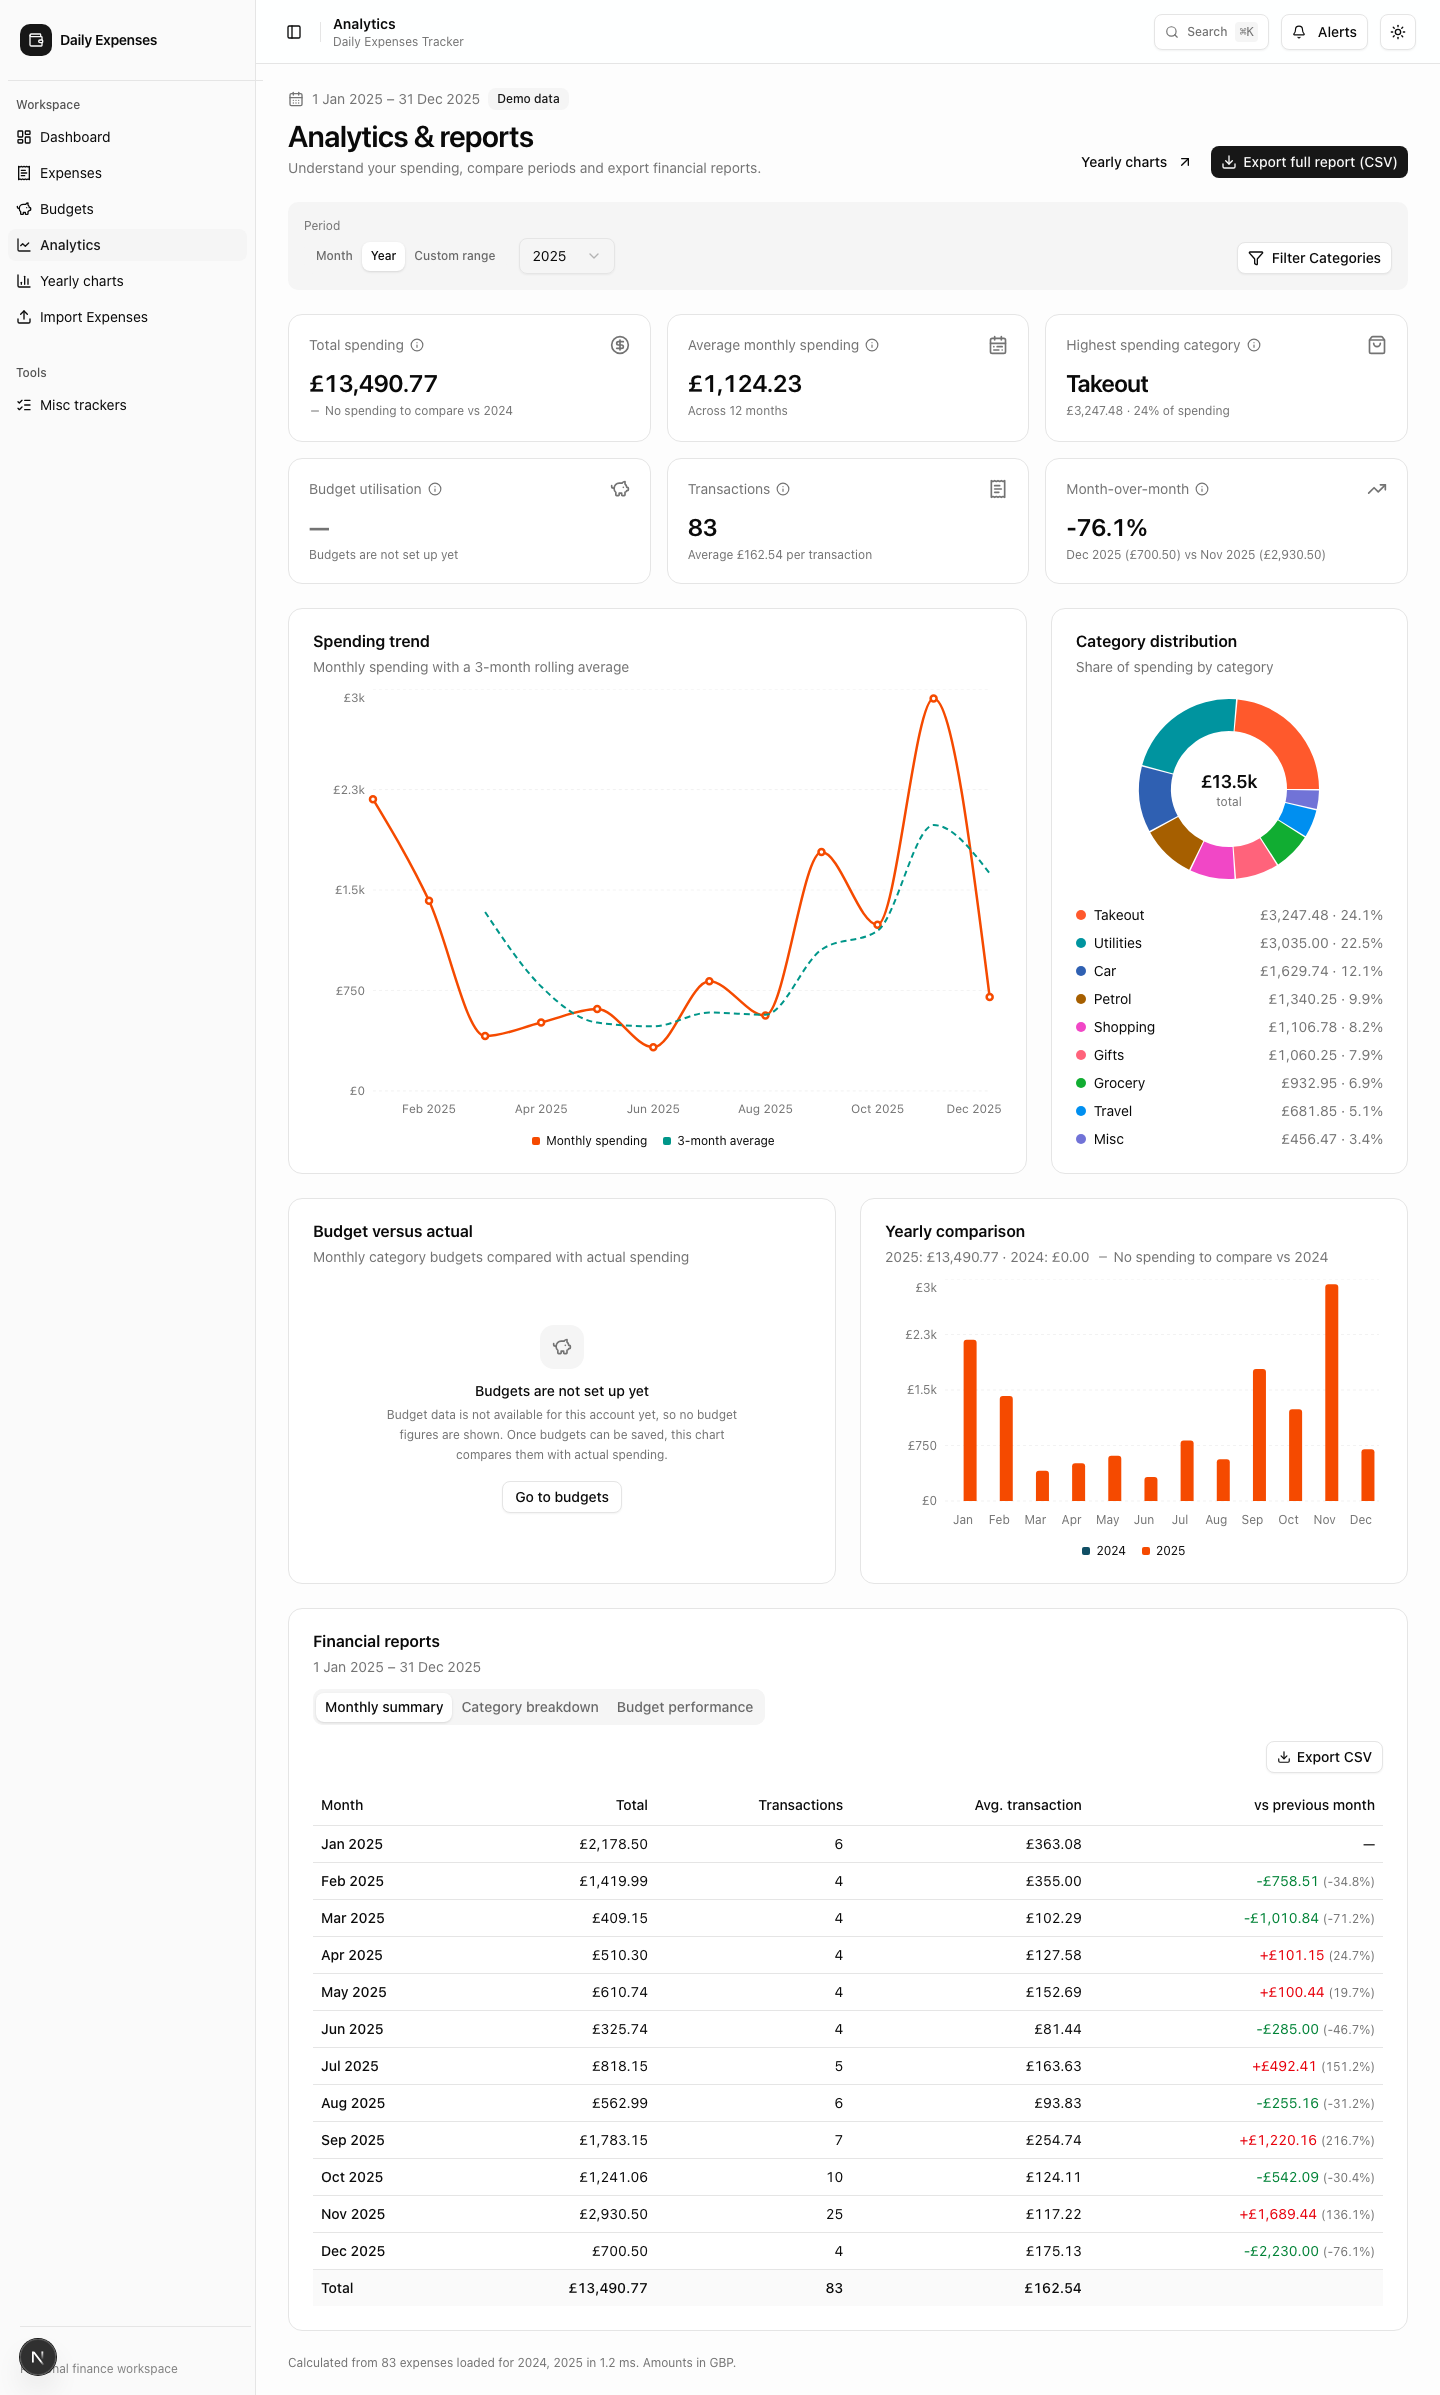 Daily Expenses
Workspace
Dashboard
Expenses
Budgets
Analytics
Yearly charts
Import Expenses
Tools
Misc trackers
nal finance workspace
Analytics
Daily Expenses Tracker
Search ⌘K
Alerts
1 Jan 2025 – 31 Dec 2025 Demo data
Analytics & reports
Understand your spending, compare periods and export financial reports.
Yearly charts
Export full report (CSV)
Period
Month Year Custom range 2025
Filter Categories
Total spending
£13,490.77
— No spending to compare vs 2024
Average monthly spending
£1,124.23
Across 12 months
Highest spending category
Takeout
£3,247.48 · 24% of spending
Budget utilisation
—
Budgets are not set up yet
Transactions
83
Average £162.54 per transaction
Month-over-month
-76.1%
Dec 2025 (£700.50) vs Nov 2025 (£2,930.50)
Spending trend
Monthly spending with a 3-month rolling average
£3k
£2.3k
£1.5k
£750
£0
Feb 2025 Apr 2025 Jun 2025 Aug 2025 Oct 2025 Dec 2025
Monthly spending 3-month average
Category distribution
Share of spending by category
£13.5k
total
Takeout £3,247.48 · 24.1%
Utilities £3,035.00 · 22.5%
Car £1,629.74 · 12.1%
Petrol £1,340.25 · 9.9%
Shopping £1,106.78 · 8.2%
Gifts £1,060.25 · 7.9%
Grocery £932.95 · 6.9%
Travel £681.85 · 5.1%
Misc £456.47 · 3.4%
Budget versus actual
Monthly category budgets compared with actual spending
Budgets are not set up yet
Budget data is not available for this account yet, so no budget
figures are shown. Once budgets can be saved, this chart
compares them with actual spending.
Go to budgets
Yearly comparison
2025: £13,490.77 · 2024: £0.00 — No spending to compare vs 2024
£3k
£2.3k
£1.5k
£750
£0
Jan Feb Mar Apr May Jun Jul Aug Sep Oct Nov Dec
2024 2025
Financial reports
1 Jan 2025 – 31 Dec 2025
Monthly summary Category breakdown Budget performance
Export CSV
Month Total Transactions Avg. transaction vs previous month
Jan 2025 £2,178.50 6 £363.08 —
Feb 2025 £1,419.99 4 £355.00 -£758.51 (-34.8%)
Mar 2025 £409.15 4 £102.29 -£1,010.84 (-71.2%)
Apr 2025 £510.30 4 £127.58 +£101.15 (24.7%)
May 2025 £610.74 4 £152.69 +£100.44 (19.7%)
Jun 2025 £325.74 4 £81.44 -£285.00 (-46.7%)
Jul 2025 £818.15 5 £163.63 +£492.41 (151.2%)
Aug 2025 £562.99 6 £93.83 -£255.16 (-31.2%)
Sep 2025 £1,783.15 7 £254.74 +£1,220.16 (216.7%)
Oct 2025 £1,241.06 10 £124.11 -£542.09 (-30.4%)
Nov 2025 £2,930.50 25 £117.22 +£1,689.44 (136.1%)
Dec 2025 £700.50 4 £175.13 -£2,230.00 (-76.1%)
Total £13,490.77 83 £162.54
Calculated from 83 expenses loaded for 2024, 2025 in 1.2 ms. Amounts in GBP.